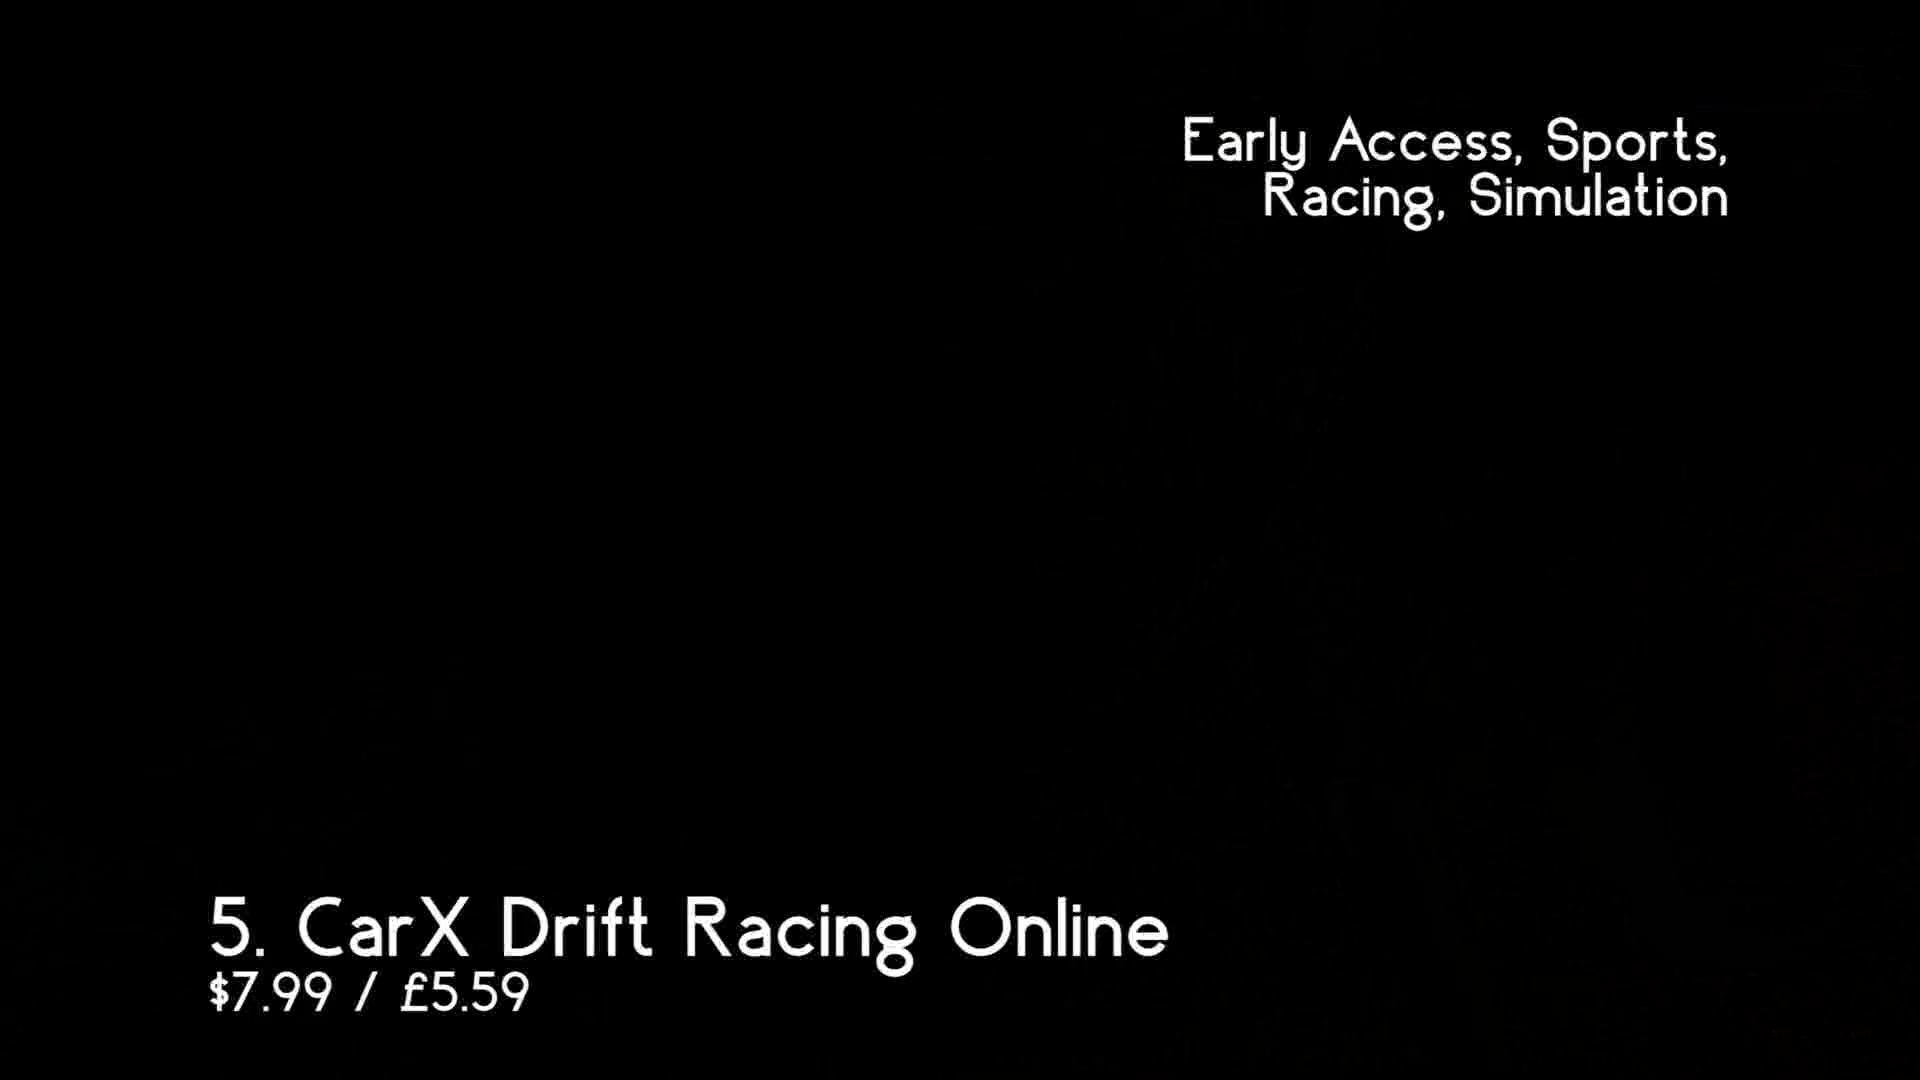 Early Access, Sports,
Racing, Simulation
5. CarX Drift Racing Online
$7.99 / £5.59